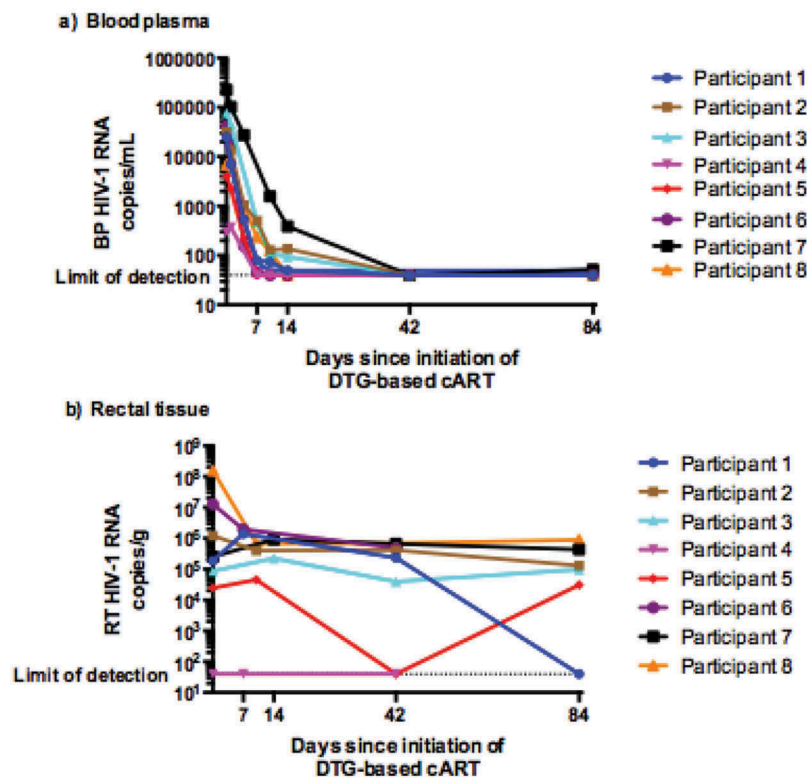 a) Blood plasma
1000000
100000
10000
1000
100
10
BP HIV-1 RNA
copies/mL
Limit of detection
7 14 42 84
Days since initiation of
DTG-based cART
Participant 1
Participant 2
Participant 3
Participant 4
Participant 5
Participant 6
Participant 7
Participant 8
b) Rectal tissue
10⁹
10⁸
10⁷
10⁶
10⁵
10⁴
10³
10²
10¹
RT HIV-1 RNA
copies/g
Limit of detection
7 14 42 84
Days since initiation of
DTG-based cART
Participant 1
Participant 2
Participant 3
Participant 4
Participant 5
Participant 6
Participant 7
Participant 8